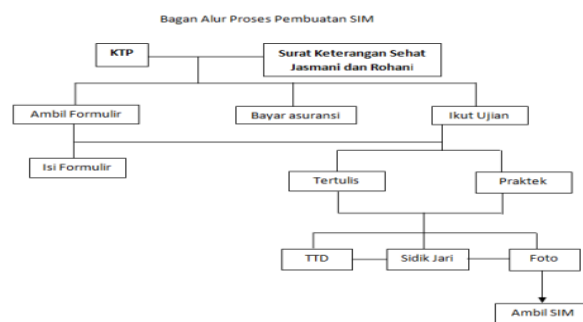 Bagan Alur Proses Pembuatan SIM
KTP
Surat Keterangan Sehat
Jasmani dan Rohani
Ambil Formulir
Bayar asuransi
Ikut Ujian
Isi Formulir
Tertulis
Praktek
TTD
Sidik Jari
Foto
Ambil SIM